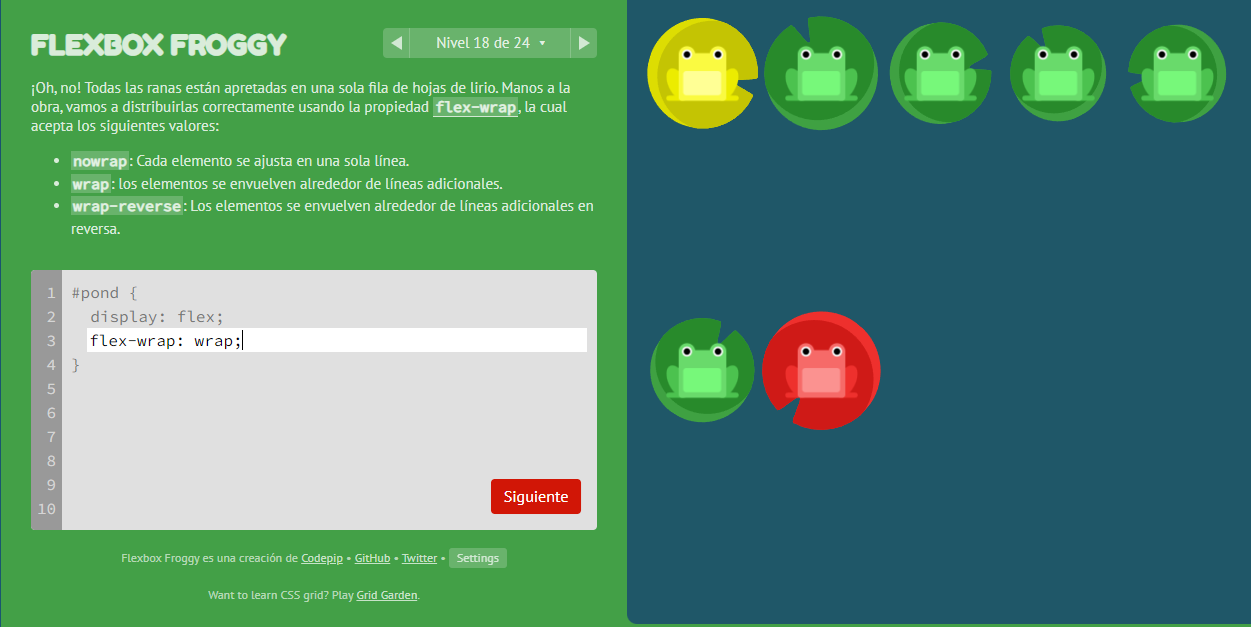 FLEXBOX FROGGY
Nivel 18 de 24
¡Oh, no! Todas las ranas están apretadas en una sola fila de hojas de lirio. Manos a la
obra, vamos a distribuirlas correctamente usando la propiedad flex-wrap, la cual
acepta los siguientes valores:
• nowrap: Cada elemento se ajusta en una sola línea.
• wrap: los elementos se envuelven alrededor de líneas adicionales.
• wrap-reverse: Los elementos se envuelven alrededor de líneas adicionales en
reversa.
1 #pond {
2 display: flex;
3 flex-wrap: wrap;
4 }
5
6
7
8
9
10
Siguiente
Flexbox Froggy es una creación de Codepip • GitHub • Twitter • Settings
Want to learn CSS grid? Play Grid Garden.